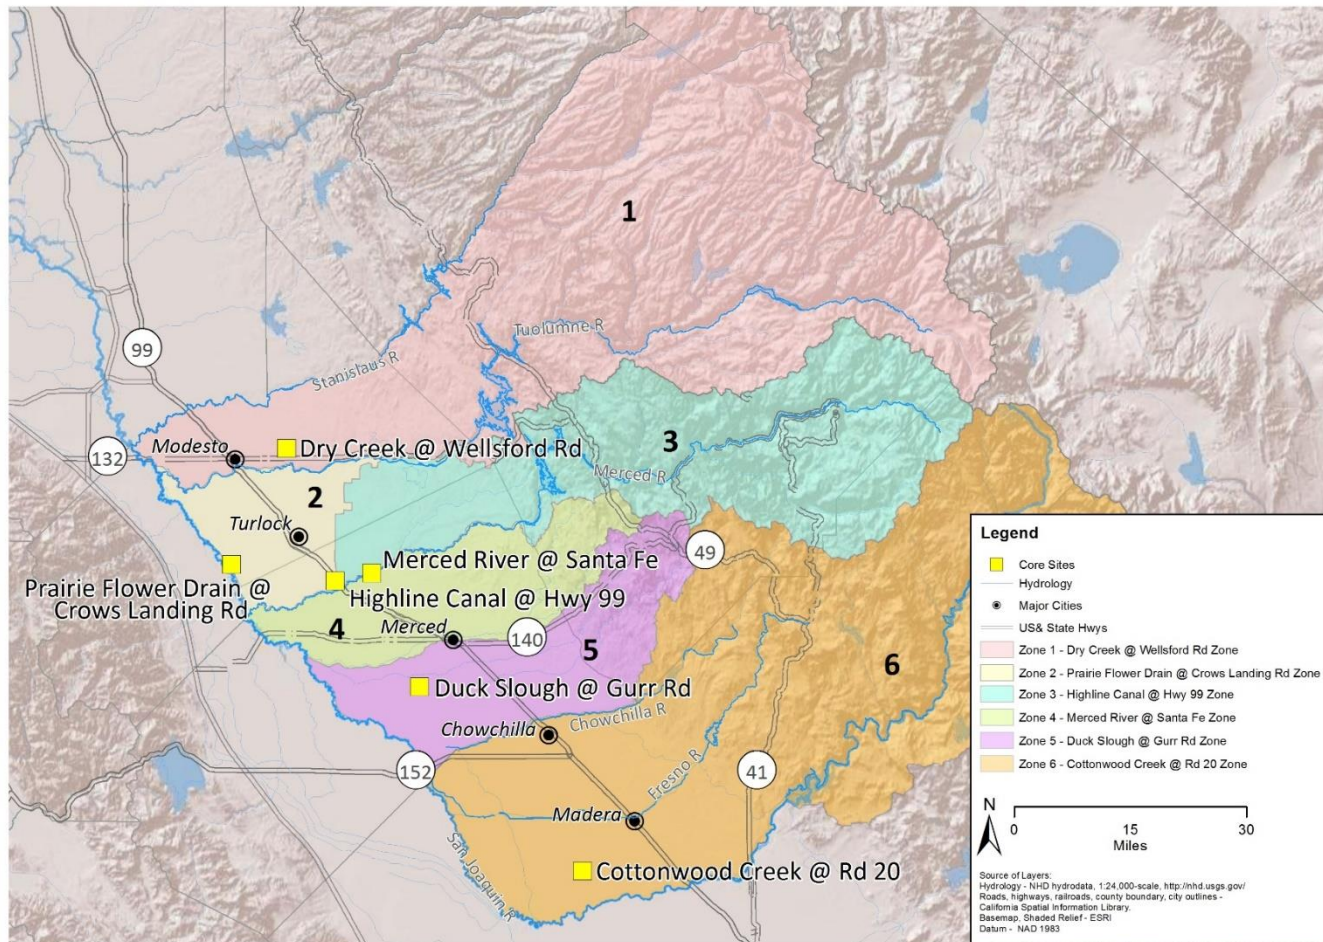 1
Tuolumne R
99
Stanislaus R
3
Modesto
Dry Creek @ Wellsford Rd
132
Merced R
2
Turlock
49
Merced River @ Santa Fe
Prairie Flower Drain @
Crows Landing Rd
Highline Canal @ Hwy 99
4
Merced
140
5
6
Duck Slough @ Gurr Rd
Chowchilla R
Chowchilla
152
41
Fresno R
Madera
San Joaquin R
Cottonwood Creek @ Rd 20
Legend
Core Sites
Hydrology
Major Cities
US& State Hwys
Zone 1 - Dry Creek @ Wellsford Rd Zone
Zone 2 - Prairie Flower Drain @ Crows Landing Rd Zone
Zone 3 - Highline Canal @ Hwy 99 Zone
Zone 4 - Merced River @ Santa Fe Zone
Zone 5 - Duck Slough @ Gurr Rd Zone
Zone 6 - Cottonwood Creek @ Rd 20 Zone
N
0 15 30
Miles
Source of Layers:
Hydrology - NHD hydrodata, 1:24,000-scale, http://nhd.usgs.gov/
Roads, highways, railroads, county boundary, city outlines -
California Spatial Information Library.
Basemap, Shaded Relief - ESRI
Datum - NAD 1983